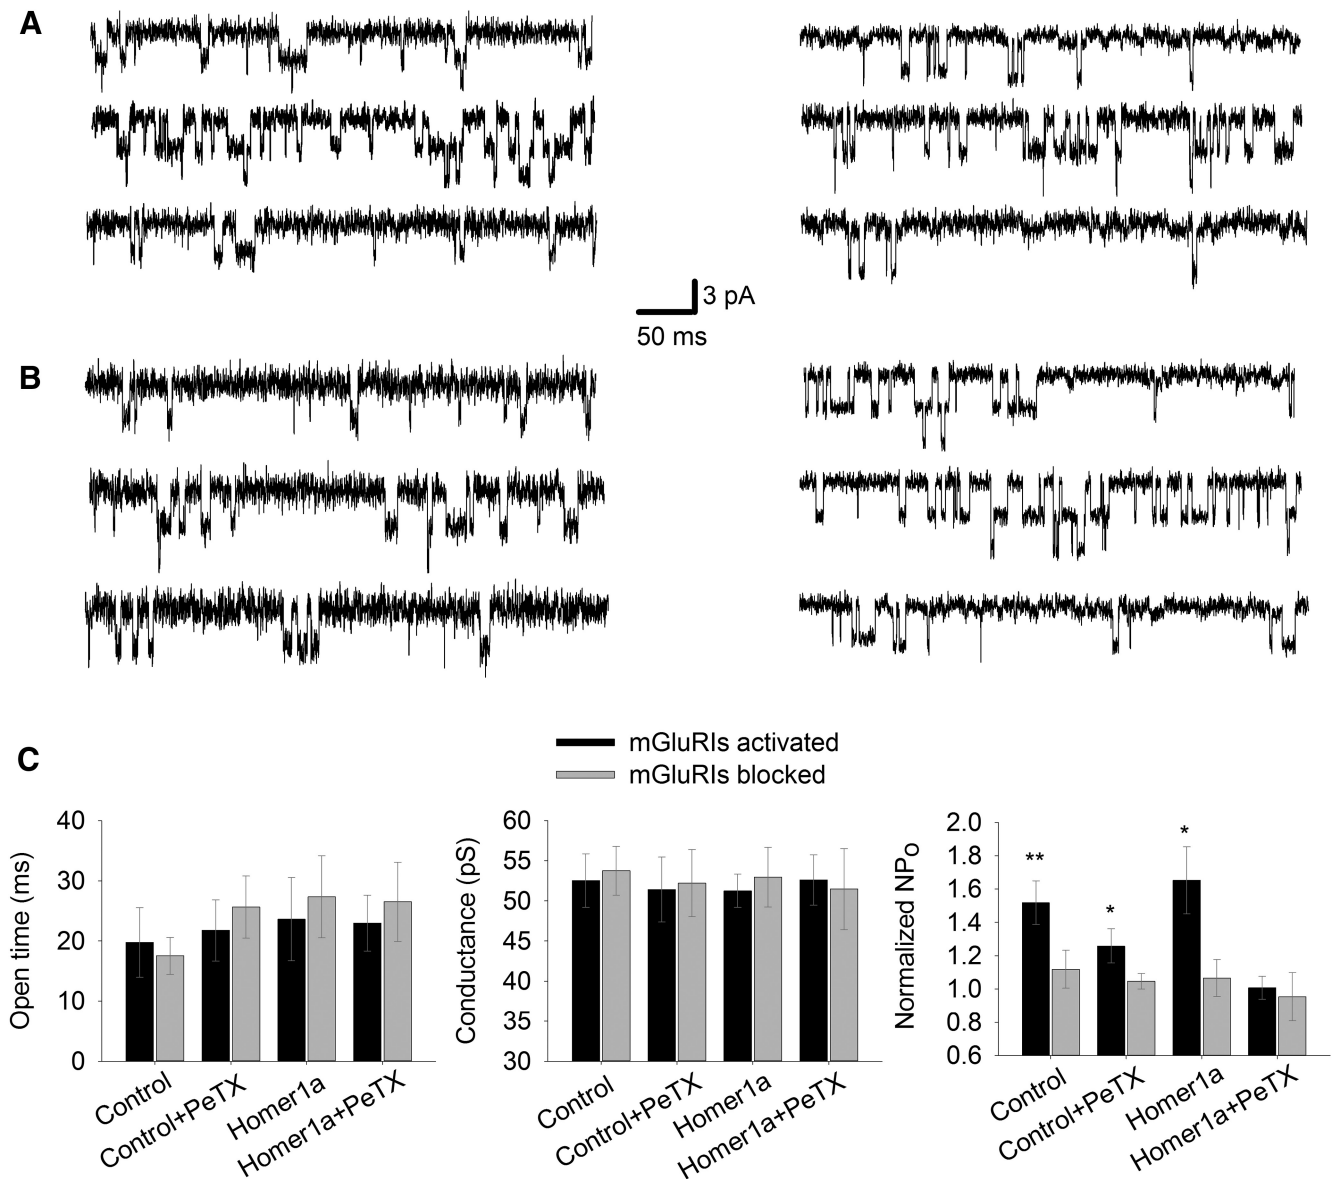 A
3 pA
50 ms
B
C
mGluRIs activated
mGluRIs blocked
Open time (ms)
40
30
20
10
0
Control
Control+PeTX
Homer1a
Homer1a+PeTX
Conductance (pS)
60
55
50
45
40
35
30
Control
Control+PeTX
Homer1a
Homer1a+PeTX
Normalized NPO
2.0
1.8
1.6
1.4
1.2
1.0
0.8
0.6
**
*
*
Control
Control+PeTX
Homer1a
Homer1a+PeTX